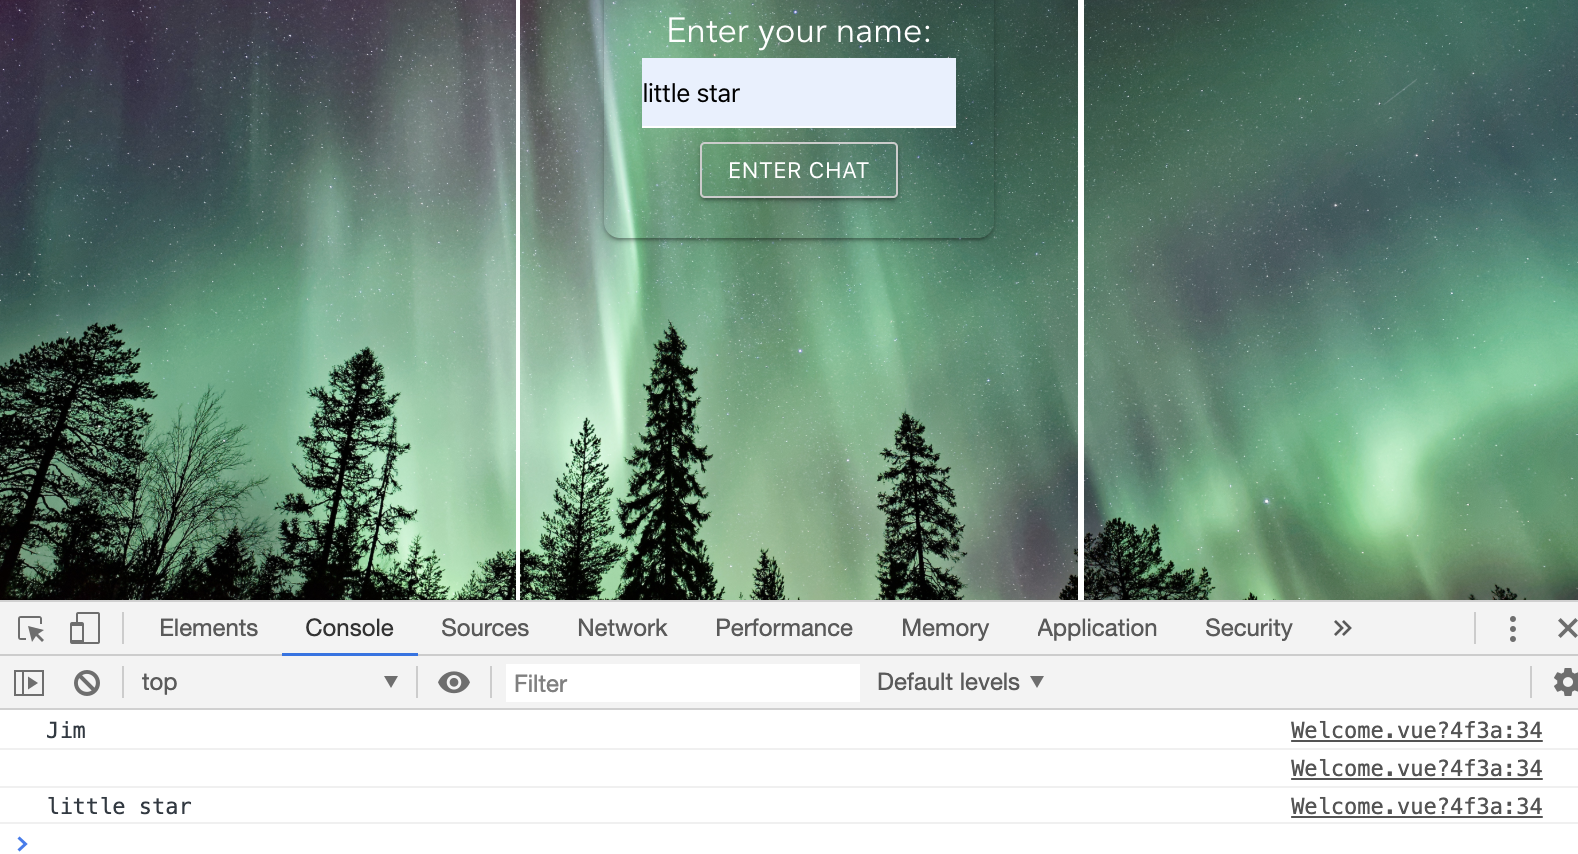 Enter your name:
little star
ENTER CHAT
Elements Console Sources Network Performance Memory Application Security »
top ▼ Filter Default levels ▼
Jim Welcome.vue?4f3a:34
Welcome.vue?4f3a:34
little star Welcome.vue?4f3a:34